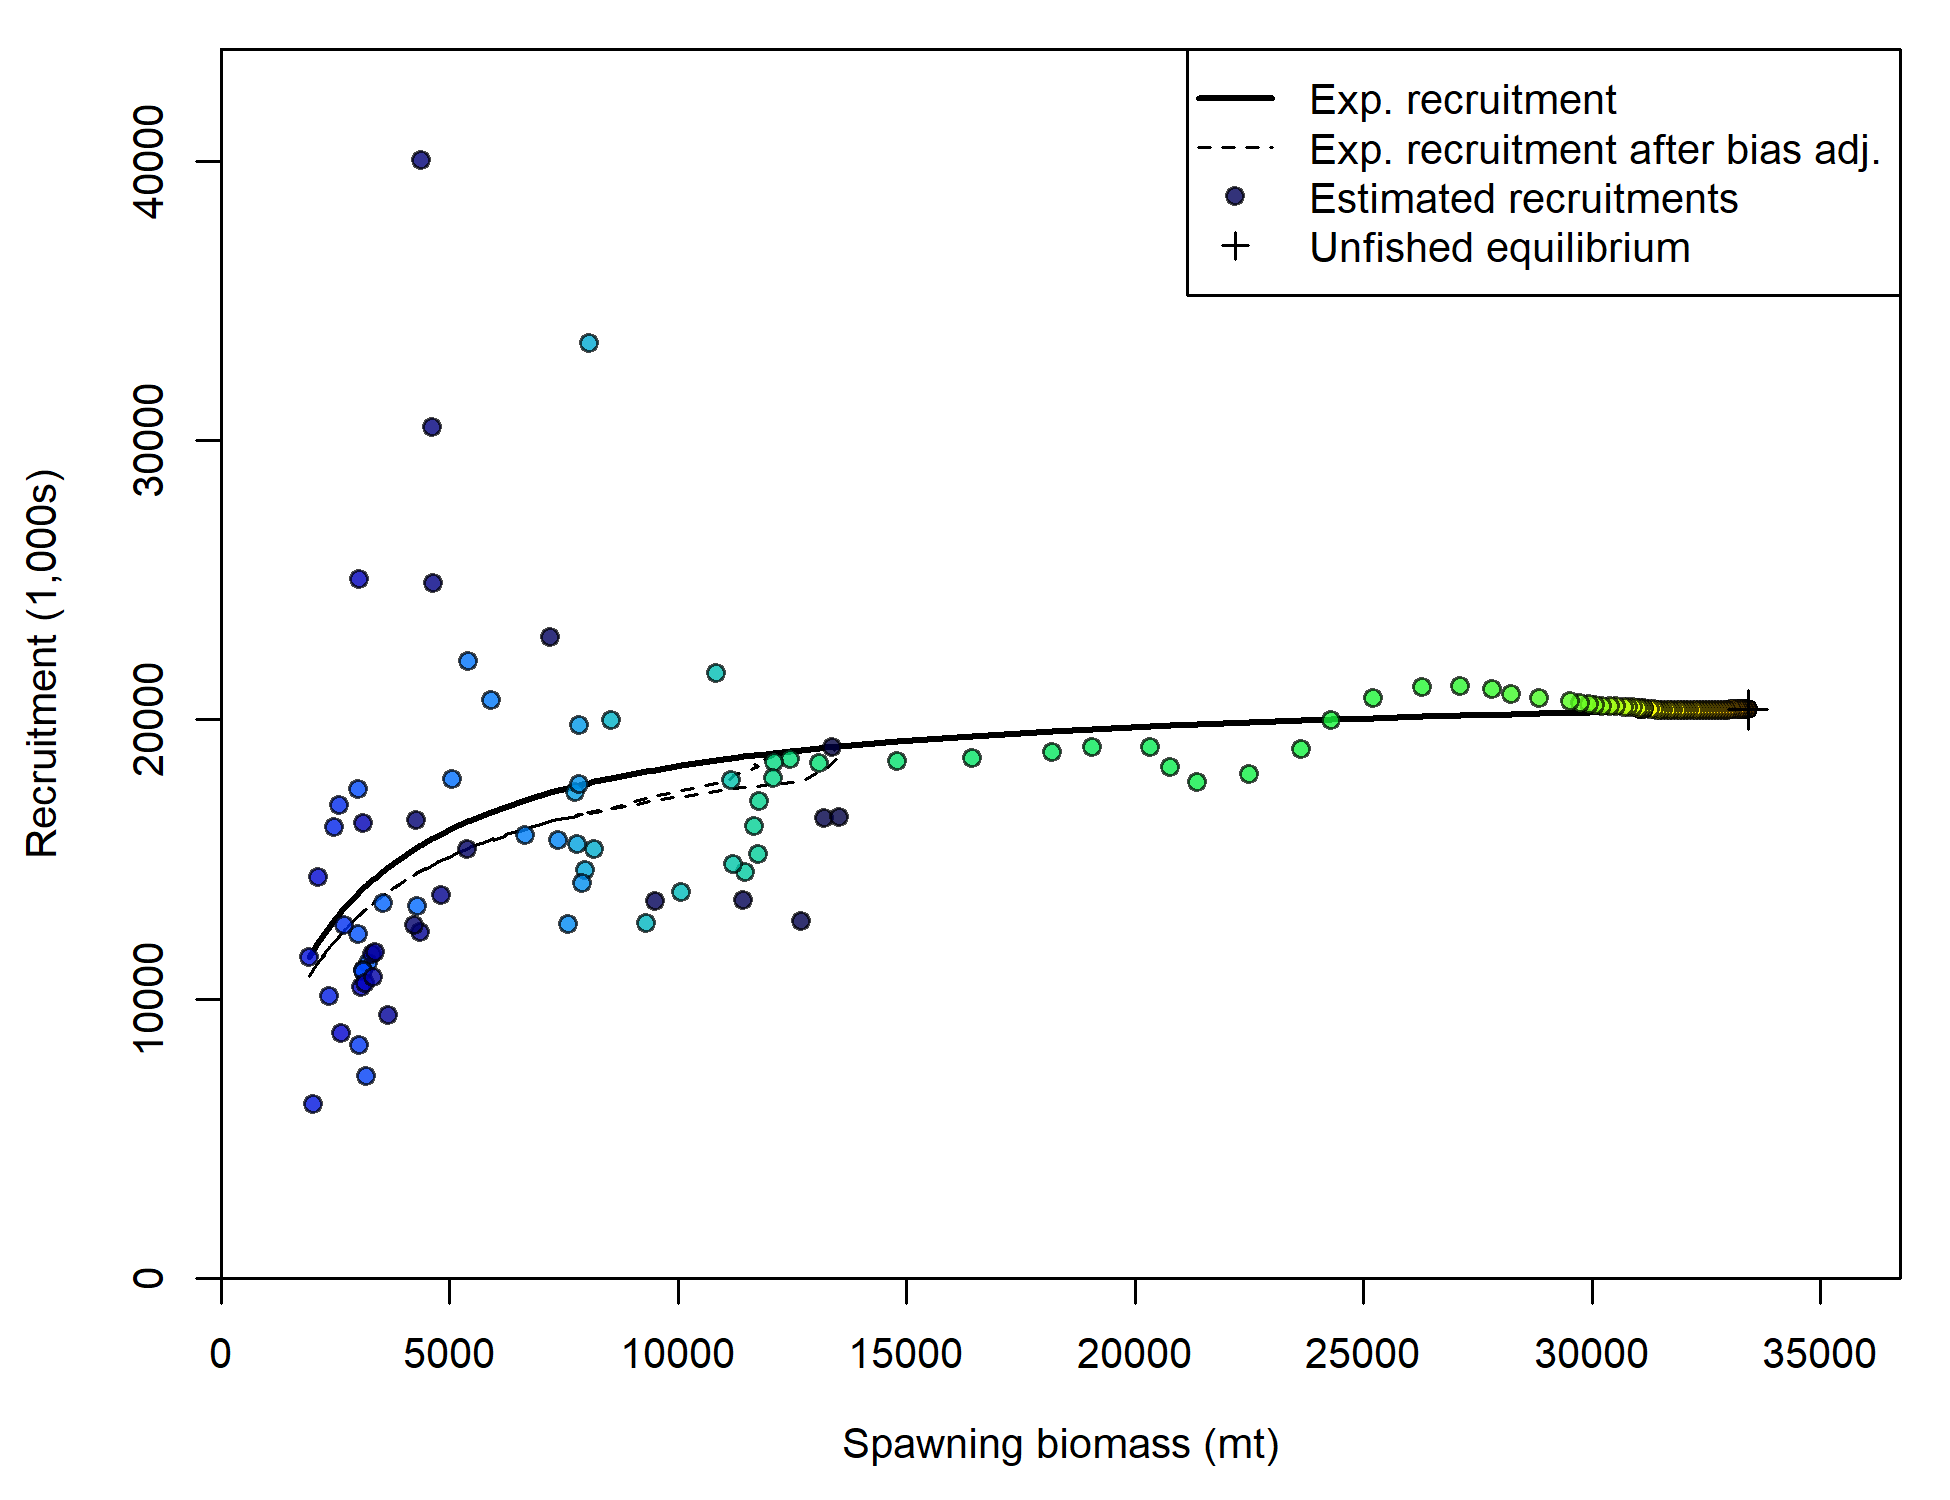 Exp. recruitment
Exp. recruitment after bias adj.
Estimated recruitments
Unfished equilibrium
Recruitment (1,000s)
40000
30000
20000
10000
0
0 5000 10000 15000 20000 25000 30000 35000
Spawning biomass (mt)